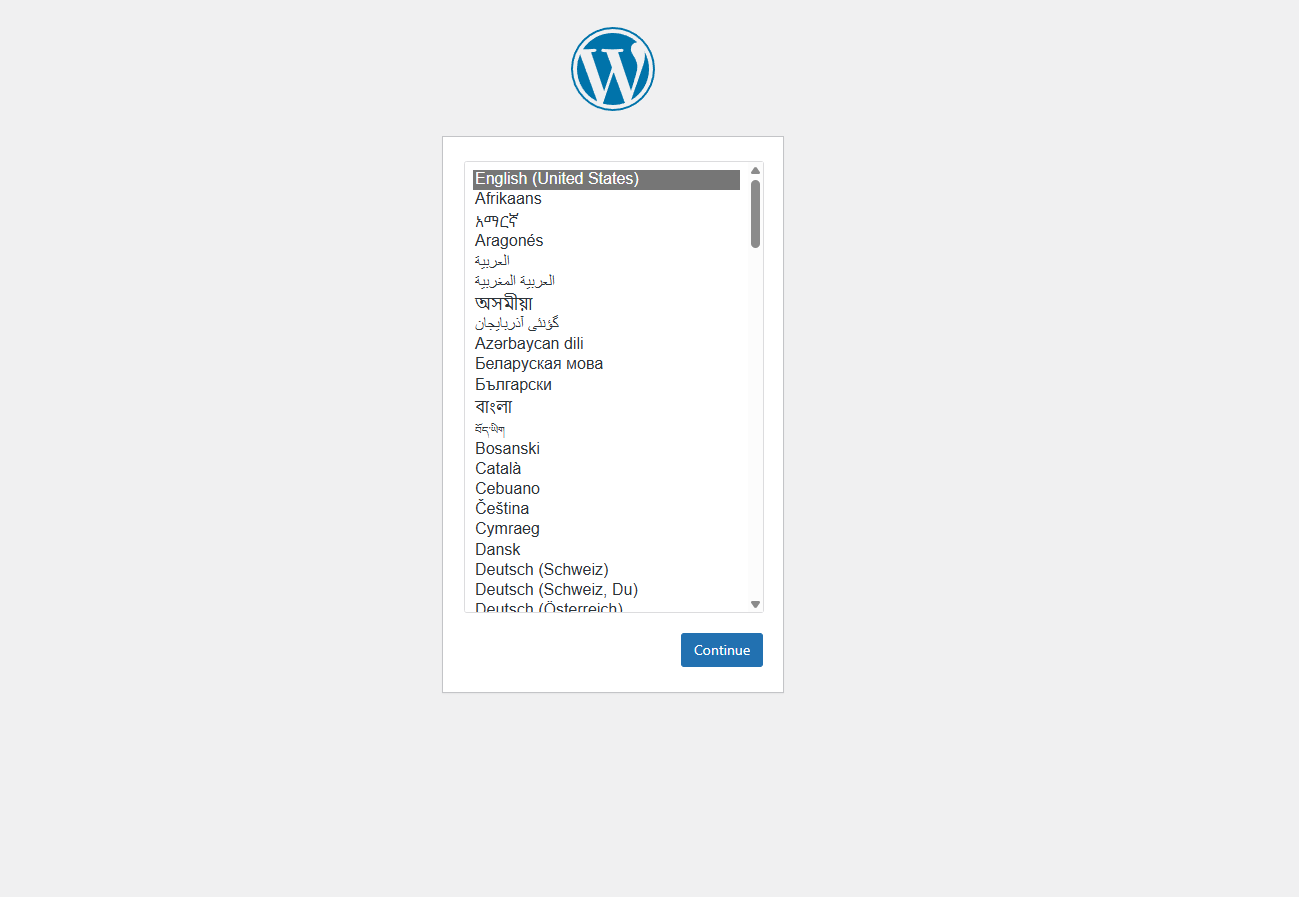 English (United States)
Afrikaans
አማርኛ
Aragonés
العربية
العربية المغربية
অসমীয়া
گؤنئی آذربایجان
Azərbaycan dili
Беларуская мова
Български
বাংলা
བོད་ཡིག
Bosanski
Català
Cebuano
Čeština
Cymraeg
Dansk
Deutsch (Schweiz)
Deutsch (Schweiz, Du)
Deutsch (Österreich)
Continue